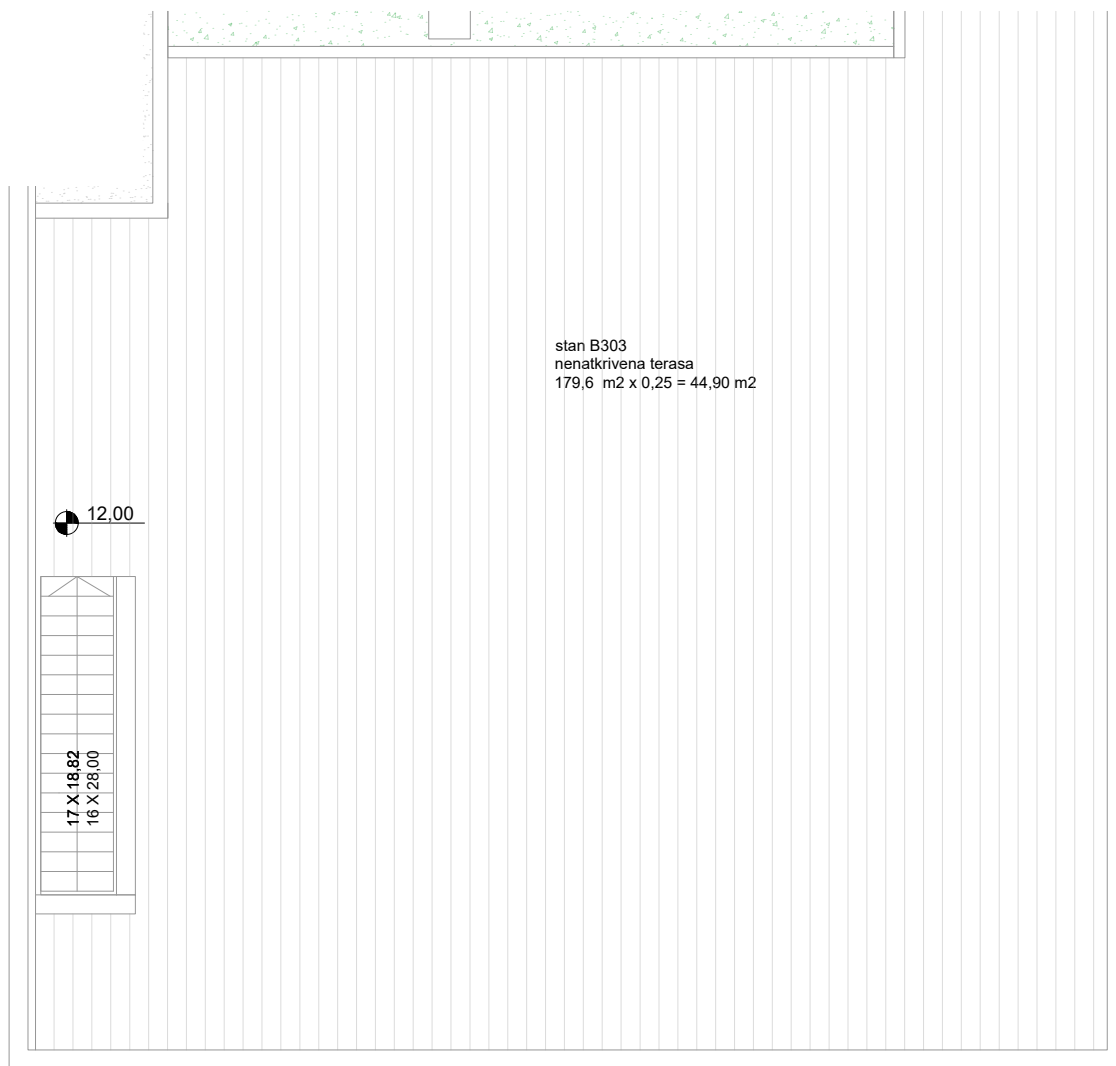 stan B303
nenatkrivena terasa
179,6  m2 x 0,25 = 44,90 m2
12,00
17 X 18,82
16 X 28,00